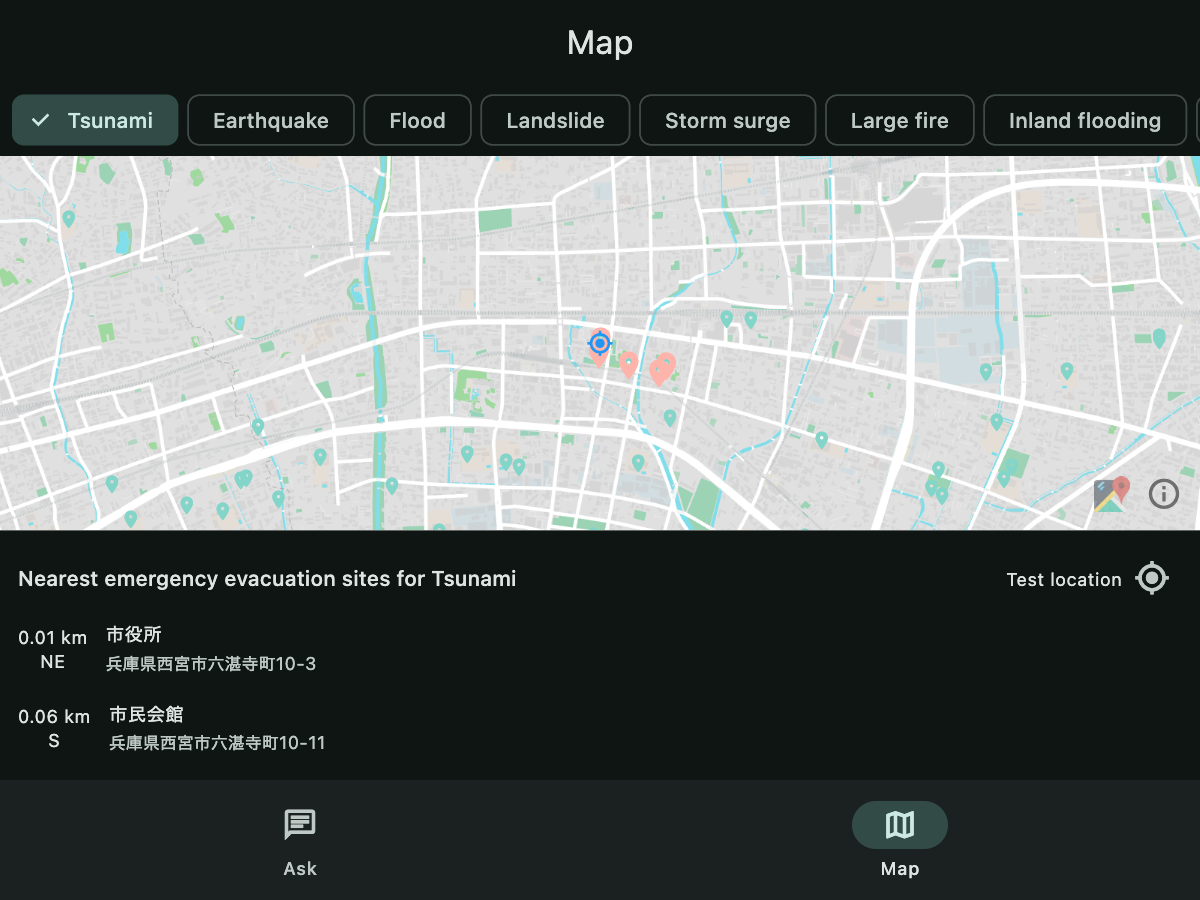 Map
Tsunami
Earthquake
Flood
Landslide
Storm surge
Large fire
Inland flooding
Nearest emergency evacuation sites for Tsunami
Test location
0.01 km
NE
市役所
兵庫県西宮市六湛寺町10-3
0.06 km
S
市民会館
兵庫県西宮市六湛寺町10-11
Ask
Map